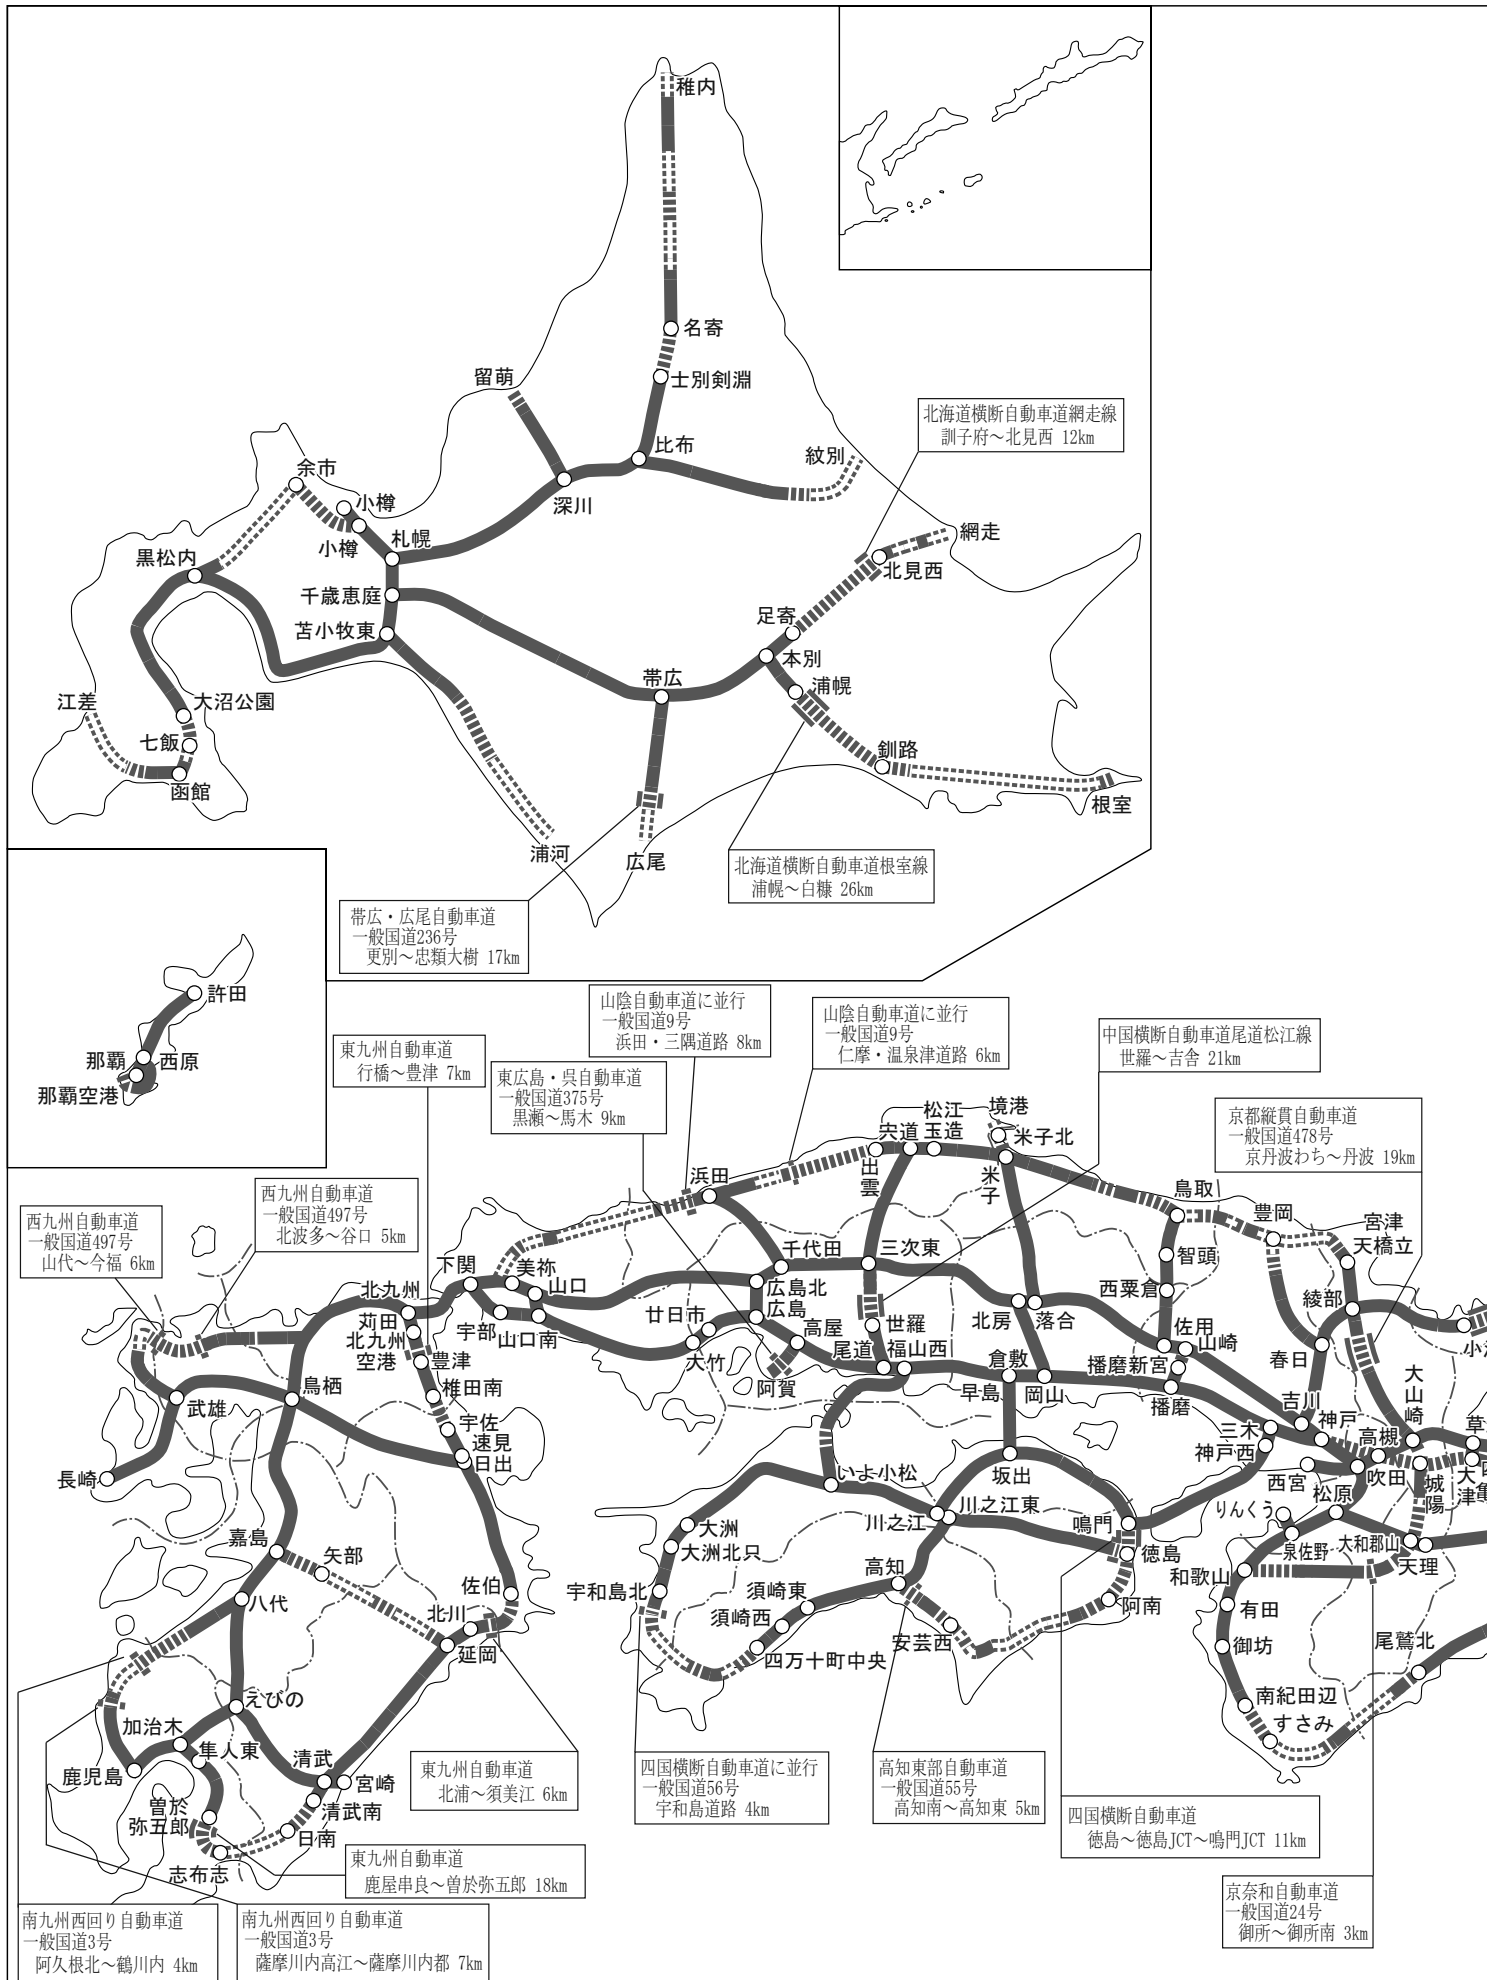 稚内
名寄
士別剣淵
留萌
比布
紋別
深川
北海道横断自動車道網走線
訓子府～北見西 12km
余市
小樽
小樽
札幌
黒松内
網走
北見西
千歳恵庭
足寄
苫小牧東
本別
帯広
浦幌
江差
大沼公園
七飯
函館
釧路
根室
浦河
広尾
北海道横断自動車道根室線
浦幌～白糠 26km
帯広・広尾自動車道
一般国道236号
更別～忠類大樹 17km
許田
那覇
西原
那覇空港
山陰自動車道に並行
一般国道9号
浜田・三隅道路 8km
山陰自動車道に並行
一般国道9号
仁摩・温泉津道路 6km
中国横断自動車道尾道松江線
世羅～吉舎 21km
東九州自動車道
行橋～豊津 7km
東広島・呉自動車道
一般国道375号
黒瀬～馬木 9km
京都縦貫自動車道
一般国道478号
京丹波わち～丹波 19km
西九州自動車道
一般国道497号
北波多～谷口 5km
西九州自動車道
一般国道497号
山代～今福 6km
松江
境港
宍道
玉造
米子北
出雲
米子
浜田
鳥取
豊岡
宮津
天橋立
千代田
三次東
智頭
下関
美祢
山口
北九州
広島北
広島
西粟倉
綾部
苅田
北九州
空港
宇部
山口南
廿日市
高屋
世羅
北房
落合
佐用
山崎
小浜
豊津
大竹
阿賀
尾道
福山西
倉敷
早島
岡山
播磨新宮
播磨
春日
大山崎
鳥栖
武雄
椎田南
吉川
神戸
三木
神戸西
高槻
宇佐
速見
日出
長崎
坂出
西宮
吹田
城陽
大津
いよ小松
松原
りんくう
川之江東
川之江
鳴門
大洲
大洲北只
泉佐野
大和郡山
天理
嘉島
矢部
徳島
和歌山
高知
佐伯
宇和島北
須崎東
須崎西
八代
北川
阿南
有田
延岡
安芸西
四万十町中央
御坊
尾鷲北
えびの
南紀田辺
すさみ
加治木
隼人東
清武
宮崎
鹿児島
東九州自動車道
北浦～須美江 6km
四国横断自動車道に並行
一般国道56号
宇和島道路 4km
高知東部自動車道
一般国道55号
高知南～高知東 5km
曽於
弥五郎
清武南
日南
四国横断自動車道
徳島～徳島JCT～鳴門JCT 11km
志布志
東九州自動車道
鹿屋串良～曽於弥五郎 18km
京奈和自動車道
一般国道24号
御所～御所南 3km
南九州西回り自動車道
一般国道3号
阿久根北～鶴川内 4km
南九州西回り自動車道
一般国道3号
薩摩川内高江～薩摩川内都 7km